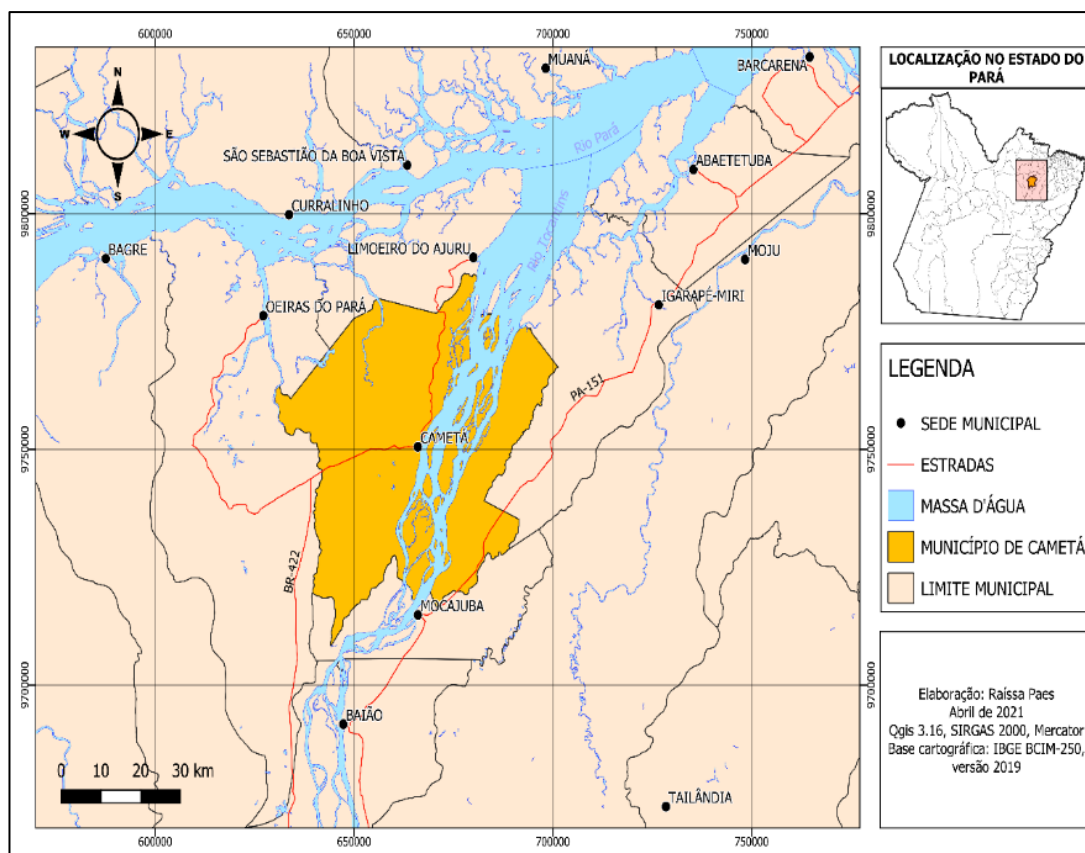 600000
650000
700000
750000
MUANÁ
BARCARENA
N
W
E
S
Rio Pará
SÃO SEBASTIÃO DA BOA VISTA
ABAETETUBA
CURRALINHO
9800000
9800000
Rio Tocantins
BAGRE
LIMOEIRO DO AJURU
MOJU
OEIRAS DO PARÁ
IGARAPÉ-MIRI
PA-151
CAMETÁ
9750000
9750000
BR-422
MOCAJUBA
9700000
9700000
BAIÃO
0 10 20 30 km
TAILÂNDIA
600000
650000
700000
750000
LOCALIZAÇÃO NO ESTADO DO
PARÁ
LEGENDA
SEDE MUNICIPAL
ESTRADAS
MASSA D'ÁGUA
MUNICÍPIO DE CAMETÁ
LIMITE MUNICIPAL
Elaboração: Raíssa Paes
Abril de 2021
Qgis 3.16, SIRGAS 2000, Mercator
Base cartográfica: IBGE BCIM-250,
versão 2019